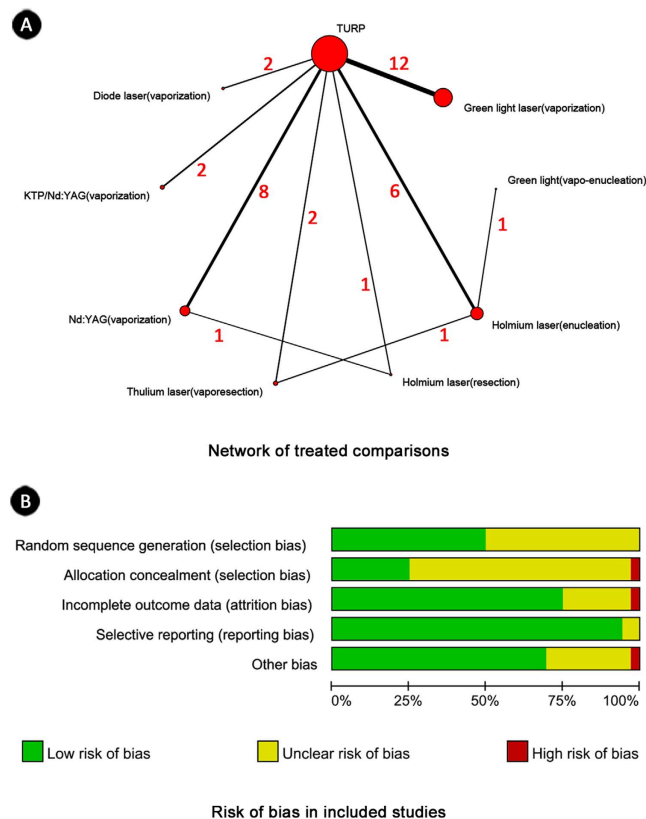 A
TURP
2
12
Diode laser(vaporization)
Green light laser(vaporization)
2
KTP/Nd:YAG(vaporization)
8
6
Green light(vapo-enucleation)
2
1
1
Nd:YAG(vaporization)
1
1
Holmium laser(enucleation)
Thulium laser(vaporesection)
Holmium laser(resection)
Network of treated comparisons
B
Random sequence generation (selection bias)
Allocation concealment (selection bias)
Incomplete outcome data (attrition bias)
Selective reporting (reporting bias)
Other bias
0% 25% 50% 75% 100%
Low risk of bias Unclear risk of bias High risk of bias
Risk of bias in included studies